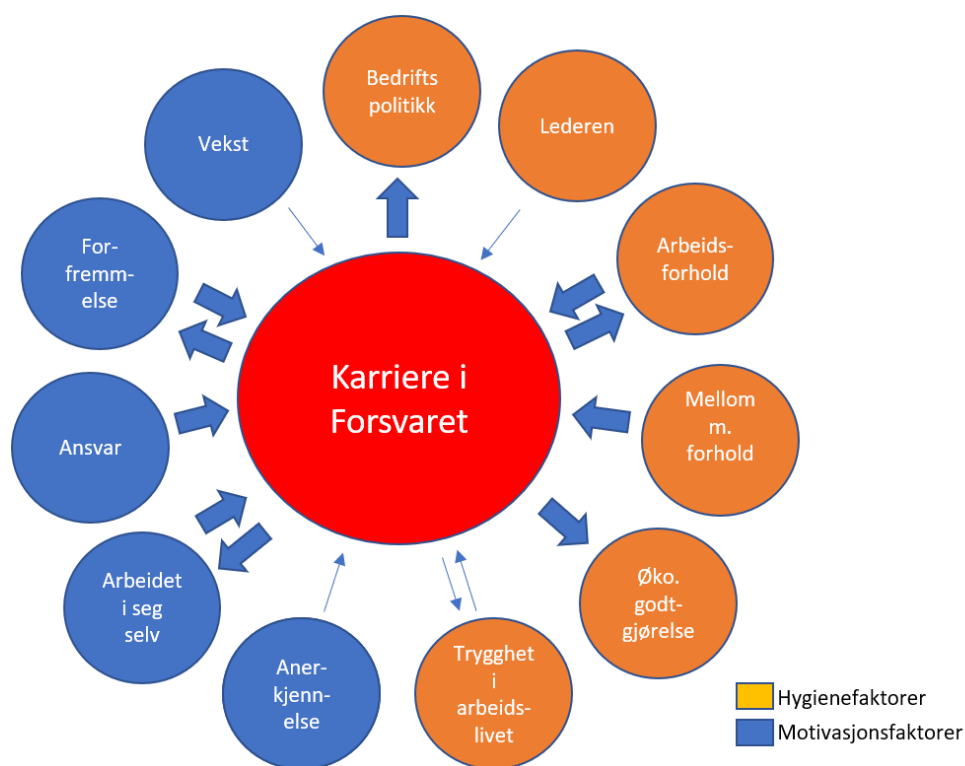 Bedrifts
politikk
Lederen
Vekst
Arbeids-
forhold
For-
fremm-
else
Karriere i
Forsvaret
Mellom
m.
forhold
Ansvar
Øko.
godt-
gjørelse
Arbeidet
i seg
selv
Trygghet
i
arbeids-
livet
Aner-
kjenn-
else
Hygienefaktorer
Motivasjonsfaktorer